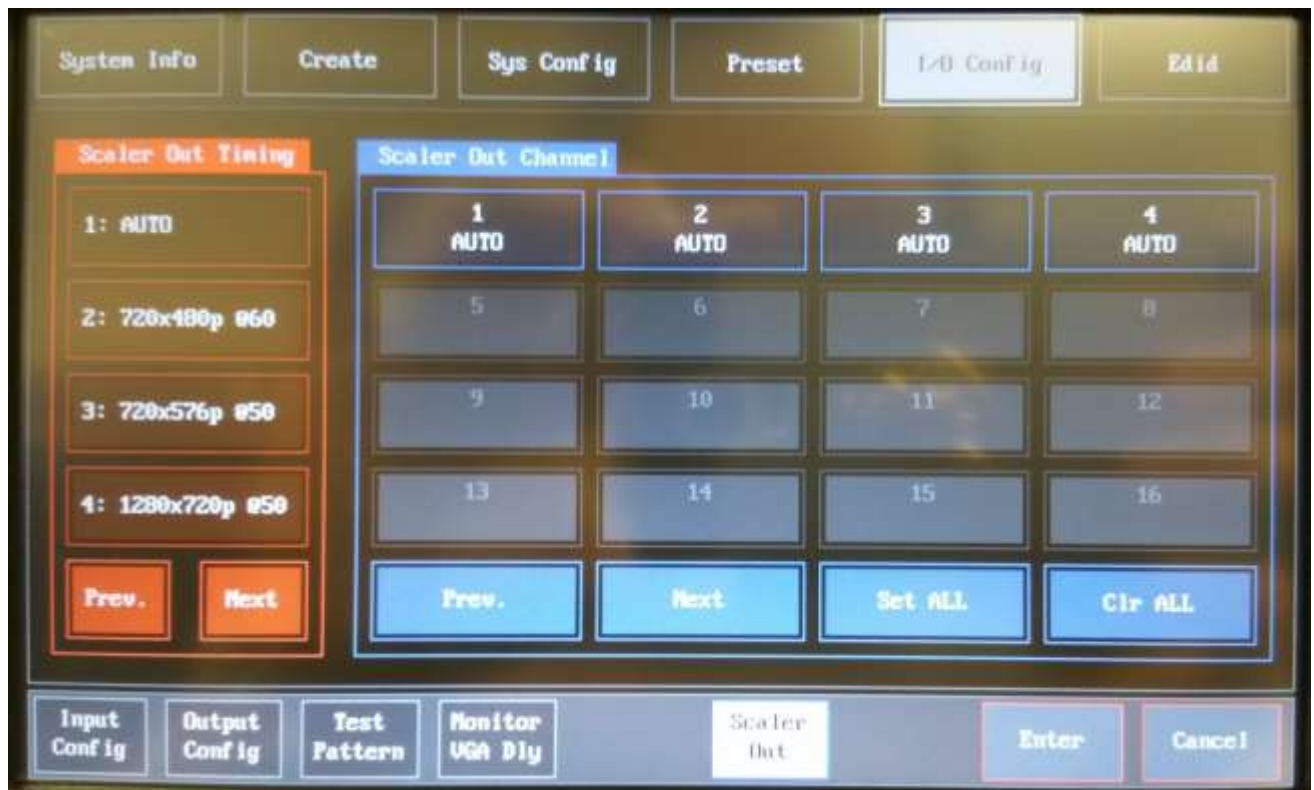 System Info
Create
Sys Config
Preset
I/O Config
Edid
Scaler Out Timing
Scaler Out Channel
1: AUTO
1
AUTO
2
AUTO
3
AUTO
4
AUTO
2: 720x480p @60
5
6
7
8
3: 720x576p @50
9
10
11
12
4: 1280x720p @50
13
14
15
16
Prev.
Next
Prev.
Next
Set ALL
Clr ALL
Input
Config
Output
Config
Test
Pattern
Monitor
VGA Dly
Scaler
Out
Enter
Cancel